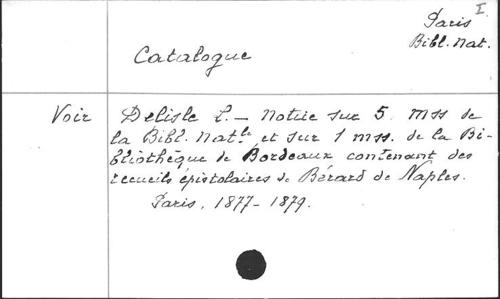 I
Paris
Bibl. Nat.
Catalogue
Voir Delisle L. — Notice sur 5 mss de
la Bibl. Natle et sur 1 mss. de la Bi-
bliothèque de Bordeaux contenant des
recueils épistolaires de Bérard de Naples.
Paris, 1877-1879.